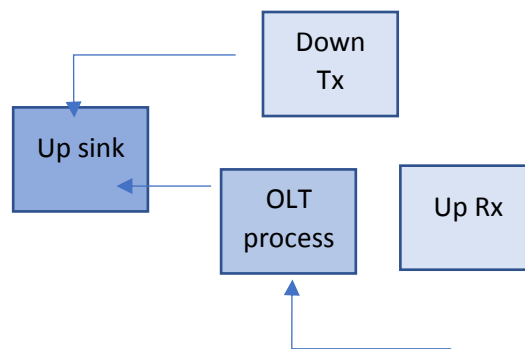 Down
Tx
Up sink
OLT
process
Up Rx